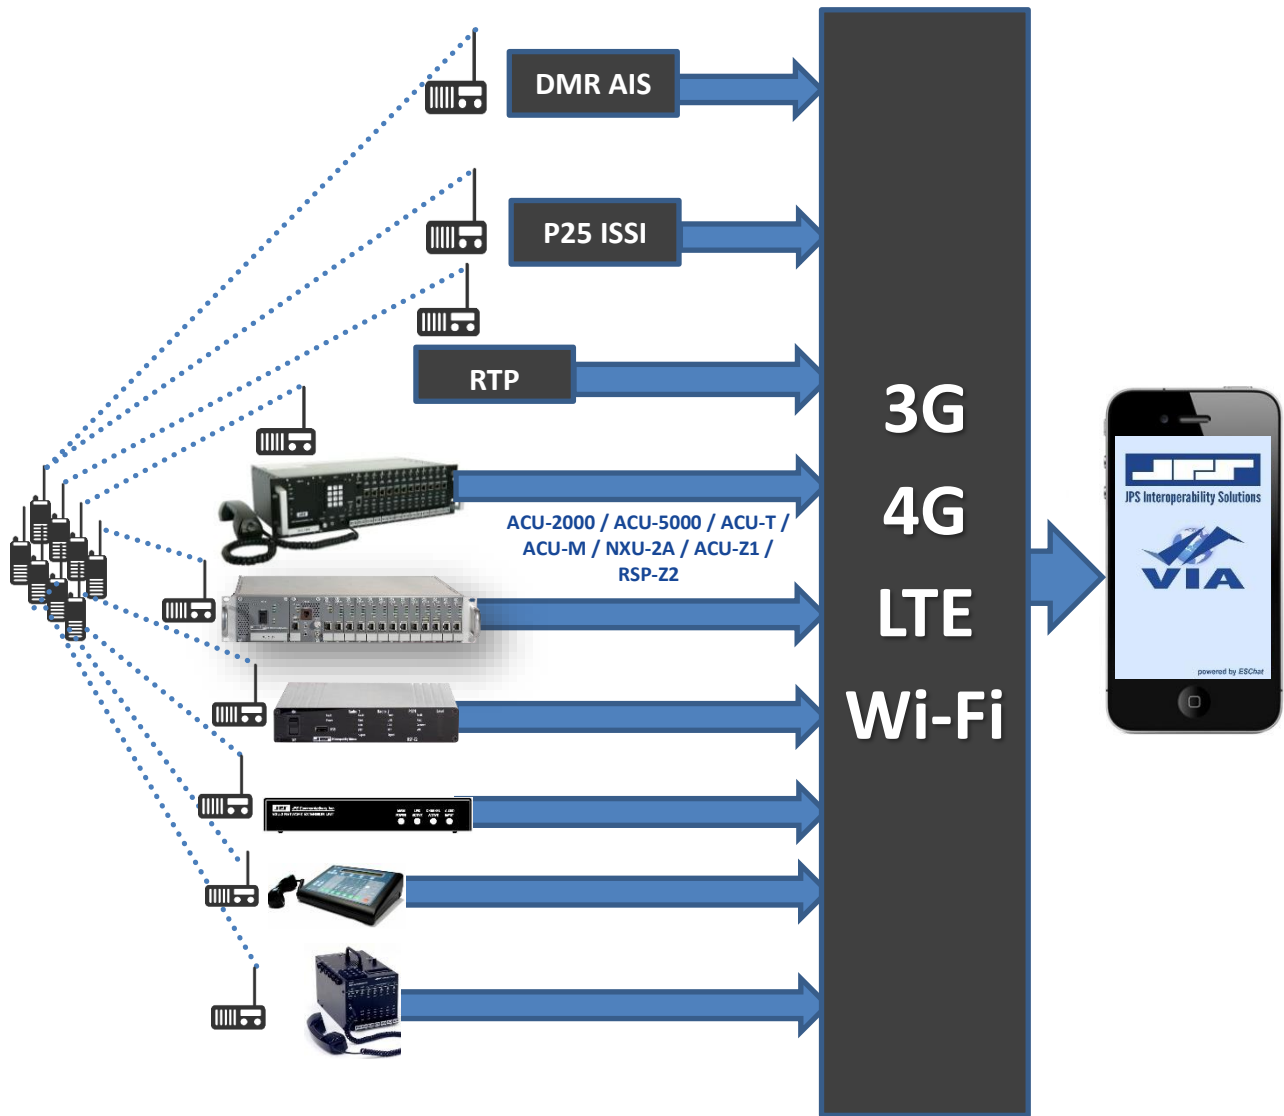 DMR AIS
P25 ISSI
RTP
3G
4G
LTE
Wi-Fi
ACU-2000 / ACU-5000 / ACU-T /
ACU-M / NXU-2A / ACU-Z1 /
RSP-Z2
JPS
JPS Interoperability Solutions
VIA
powered by ESChat